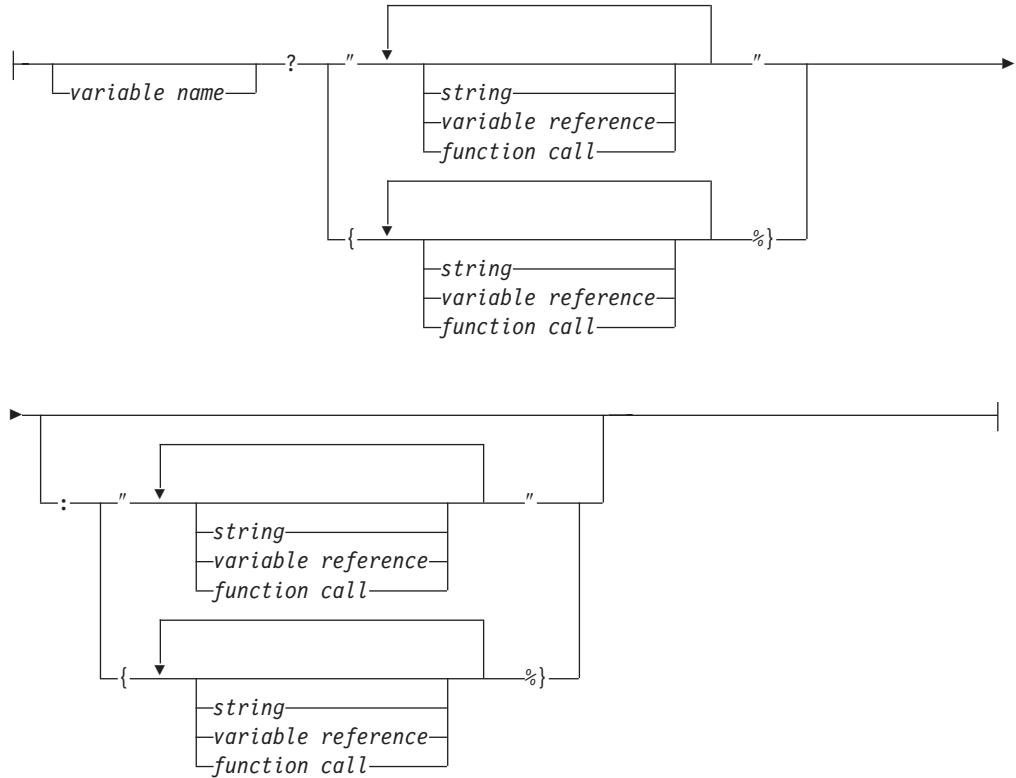 variable name ? " string "
variable reference
function call
{ string %}
variable reference
function call
: " string "
variable reference
function call
{ string %}
variable reference
function call